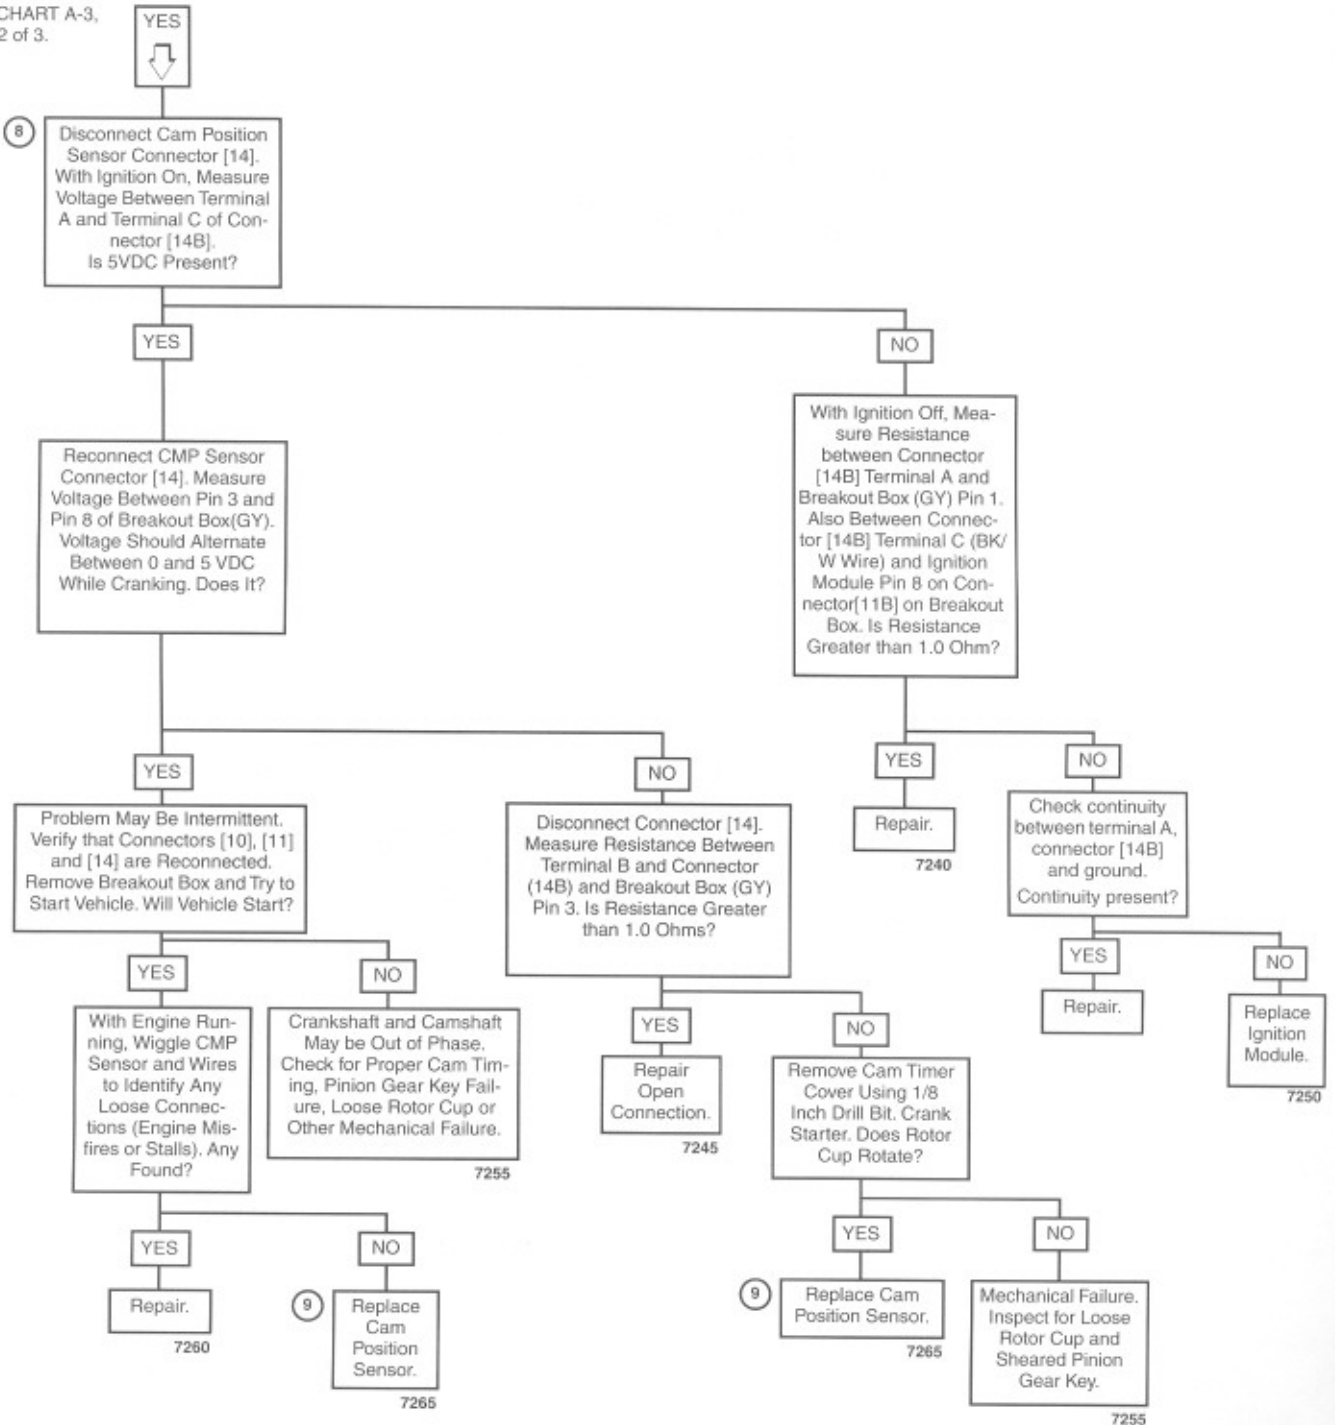 CHART A-3,
2 of 3.
YES
8
Disconnect Cam Position
Sensor Connector [14].
With Ignition On, Measure
Voltage Between Terminal
A and Terminal C of Con-
nector [14B].
Is 5VDC Present?
YES
NO
Reconnect CMP Sensor
Connector [14]. Measure
Voltage Between Pin 3 and
Pin 8 of Breakout Box(GY).
Voltage Should Alternate
Between 0 and 5 VDC
While Cranking. Does It?
With Ignition Off, Mea-
sure Resistance
between Connector
[14B] Terminal A and
Breakout Box (GY) Pin 1.
Also Between Connec-
tor [14B] Terminal C (BK/
W Wire) and Ignition
Module Pin 8 on Con-
nector[11B] on Breakout
Box. Is Resistance
Greater than 1.0 Ohm?
YES
NO
YES
NO
Problem May Be Intermittent.
Verify that Connectors [10], [11]
and [14] are Reconnected.
Remove Breakout Box and Try to
Start Vehicle. Will Vehicle Start?
Disconnect Connector [14].
Measure Resistance Between
Terminal B and Connector
(14B) and Breakout Box (GY)
Pin 3. Is Resistance Greater
than 1.0 Ohms?
Repair.
7240
Check continuity
between terminal A,
connector [14B]
and ground.
Continuity present?
YES
NO
YES
NO
YES
NO
With Engine Run-
ning, Wiggle CMP
Sensor and Wires
to Identify Any
Loose Connec-
tions (Engine Mis-
fires or Stalls). Any
Found?
Crankshaft and Camshaft
May be Out of Phase.
Check for Proper Cam Tim-
ing, Pinion Gear Key Fail-
ure, Loose Rotor Cup or
Other Mechanical Failure.
7255
Repair
Open
Connection.
7245
Remove Cam Timer
Cover Using 1/8
Inch Drill Bit. Crank
Starter. Does Rotor
Cup Rotate?
Repair.
Replace
Ignition
Module.
7250
YES
NO
YES
NO
Repair.
7260
9
Replace
Cam
Position
Sensor.
7265
9
Replace Cam
Position Sensor.
7265
Mechanical Failure.
Inspect for Loose
Rotor Cup and
Sheared Pinion
Gear Key.
7255